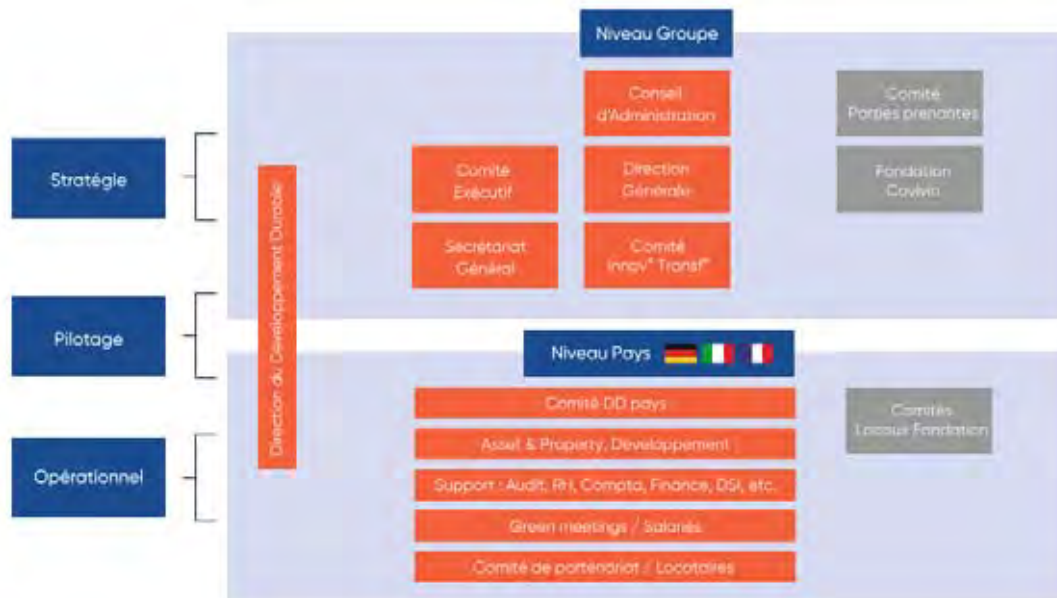 Niveau Groupe
Conseil
d'Administration
Comité
Parties prenantes
Stratégie
Comité
Exécutif
Direction
Générale
Fondation
Covivio
Secrétariat
Général
Comité
Innov° Transf°
Direction du Développement Durable
Pilotage
Niveau Pays
Comité DD pays
Comités
Locaux Fondation
Asset & Property, Développement
Opérationnel
Support : Audit, RH, Compta, Finance, DSI, etc.
Green meetings / Salariés
Comité de partenariat / Locataires